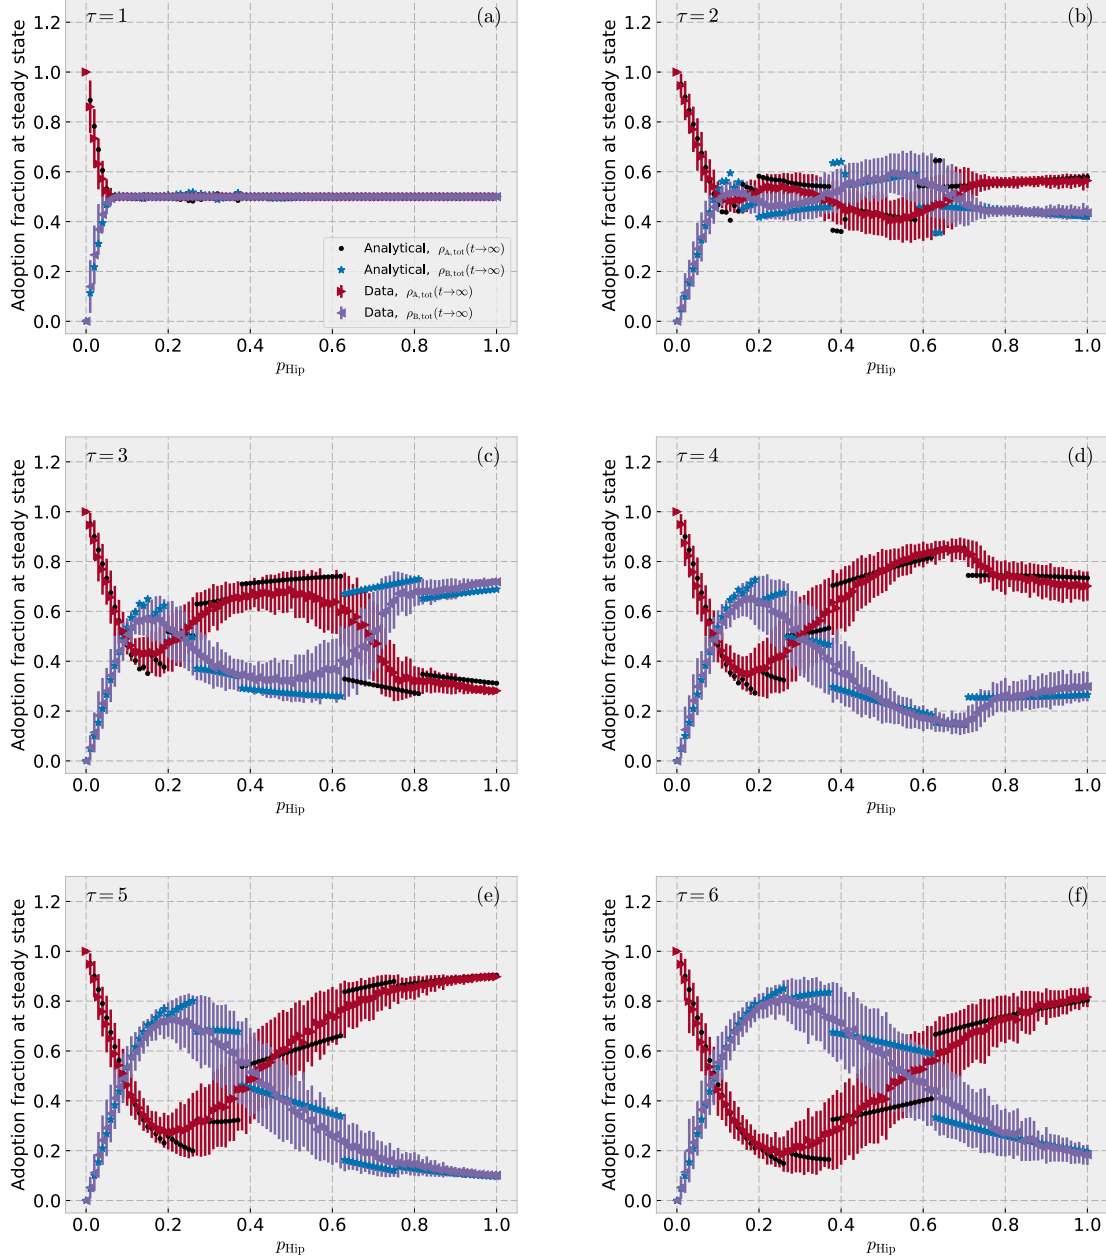 τ = 1
(a)
Adoption fraction at steady state
1.2
1.0
0.8
0.6
0.4
0.2
0.0
Analytical, ρA,tot(t→∞)
Analytical, ρB,tot(t→∞)
Data, ρA,tot(t→∞)
Data, ρB,tot(t→∞)
0.0 0.2 0.4 0.6 0.8 1.0
pHip
τ = 2
(b)
Adoption fraction at steady state
1.2
1.0
0.8
0.6
0.4
0.2
0.0
0.0 0.2 0.4 0.6 0.8 1.0
pHip
τ = 3
(c)
Adoption fraction at steady state
1.2
1.0
0.8
0.6
0.4
0.2
0.0
0.0 0.2 0.4 0.6 0.8 1.0
pHip
τ = 4
(d)
Adoption fraction at steady state
1.2
1.0
0.8
0.6
0.4
0.2
0.0
0.0 0.2 0.4 0.6 0.8 1.0
pHip
τ = 5
(e)
Adoption fraction at steady state
1.2
1.0
0.8
0.6
0.4
0.2
0.0
0.0 0.2 0.4 0.6 0.8 1.0
pHip
τ = 6
(f)
Adoption fraction at steady state
1.2
1.0
0.8
0.6
0.4
0.2
0.0
0.0 0.2 0.4 0.6 0.8 1.0
pHip